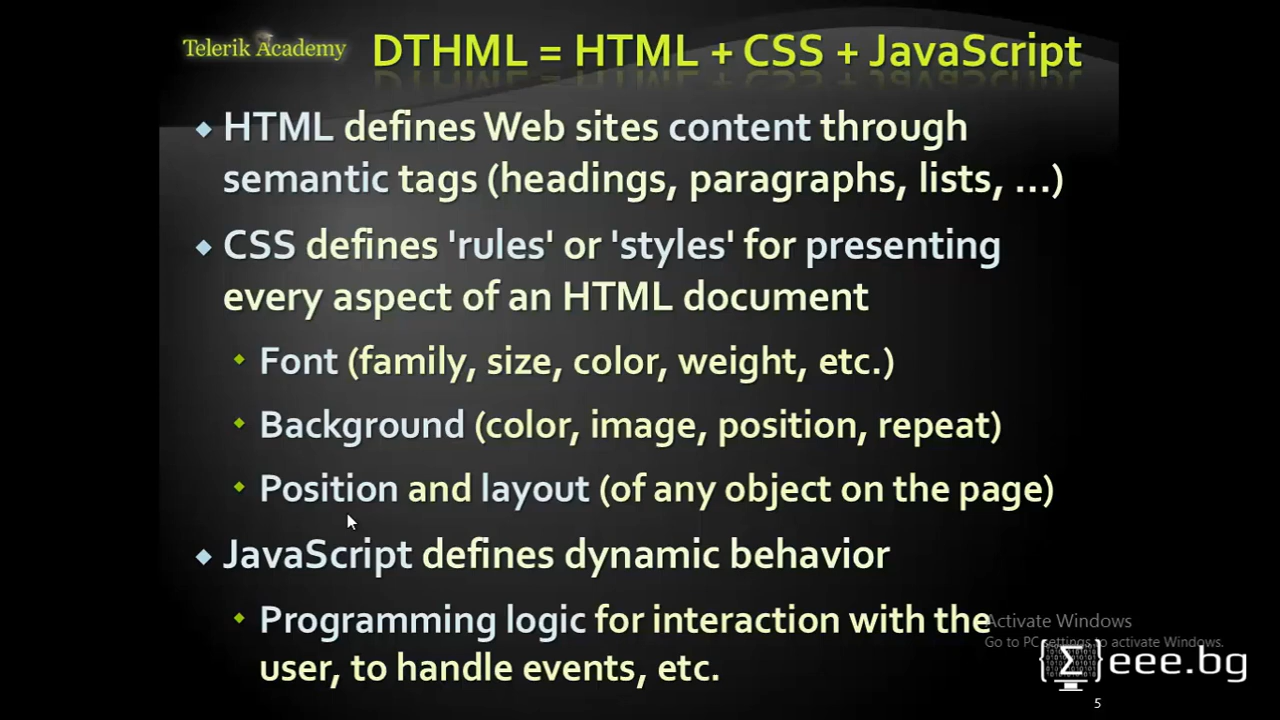 Telerik Academy
DTHML = HTML + CSS + JavaScript
HTML defines Web sites content through
semantic tags (headings, paragraphs, lists, …)
CSS defines 'rules' or 'styles' for presenting
every aspect of an HTML document
Font (family, size, color, weight, etc.)
Background (color, image, position, repeat)
Position and layout (of any object on the page)
JavaScript defines dynamic behavior
Programming logic for interaction with the
user, to handle events, etc.
Activate Windows
Go to PC settings to activate Windows.
{Σ} eee.bg
5